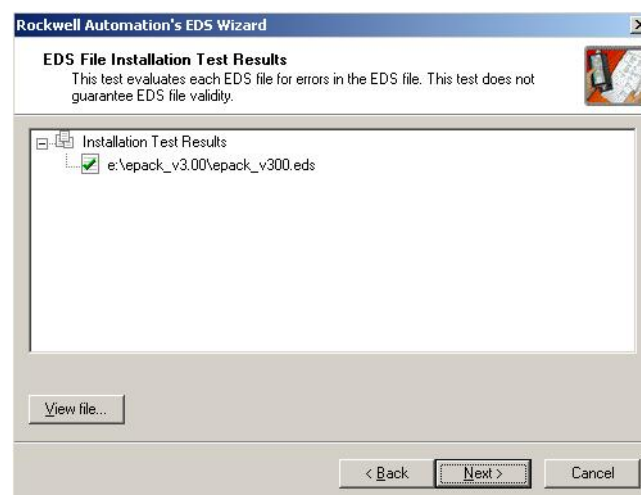 Rockwell Automation's EDS Wizard
EDS File Installation Test Results
This test evaluates each EDS file for errors in the EDS file. This test does not
guarantee EDS file validity.
Installation Test Results
e:\epack_v3.00\epack_v300.eds
View file...
< Back
Next >
Cancel